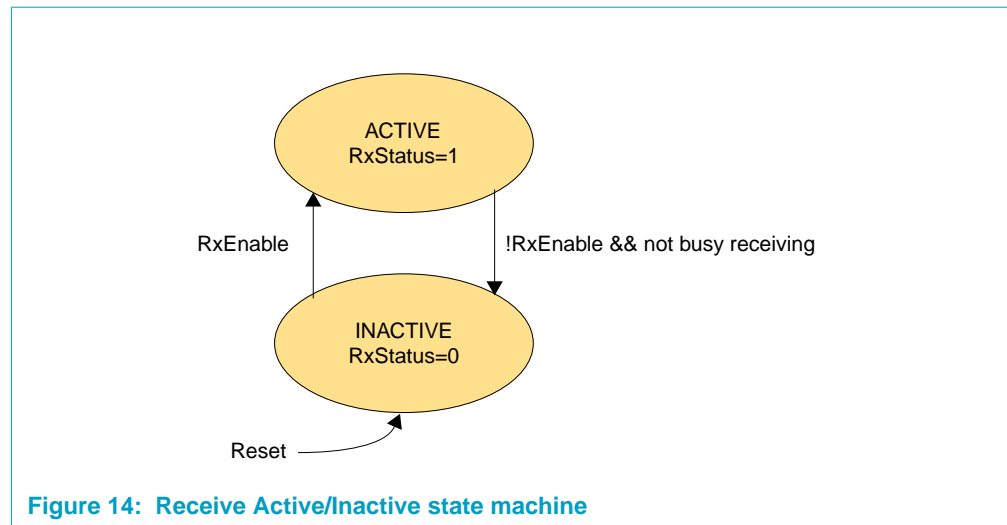 ACTIVE
RxStatus=1
RxEnable
!RxEnable && not busy receiving
INACTIVE
RxStatus=0
Reset
Figure 14: Receive Active/Inactive state machine